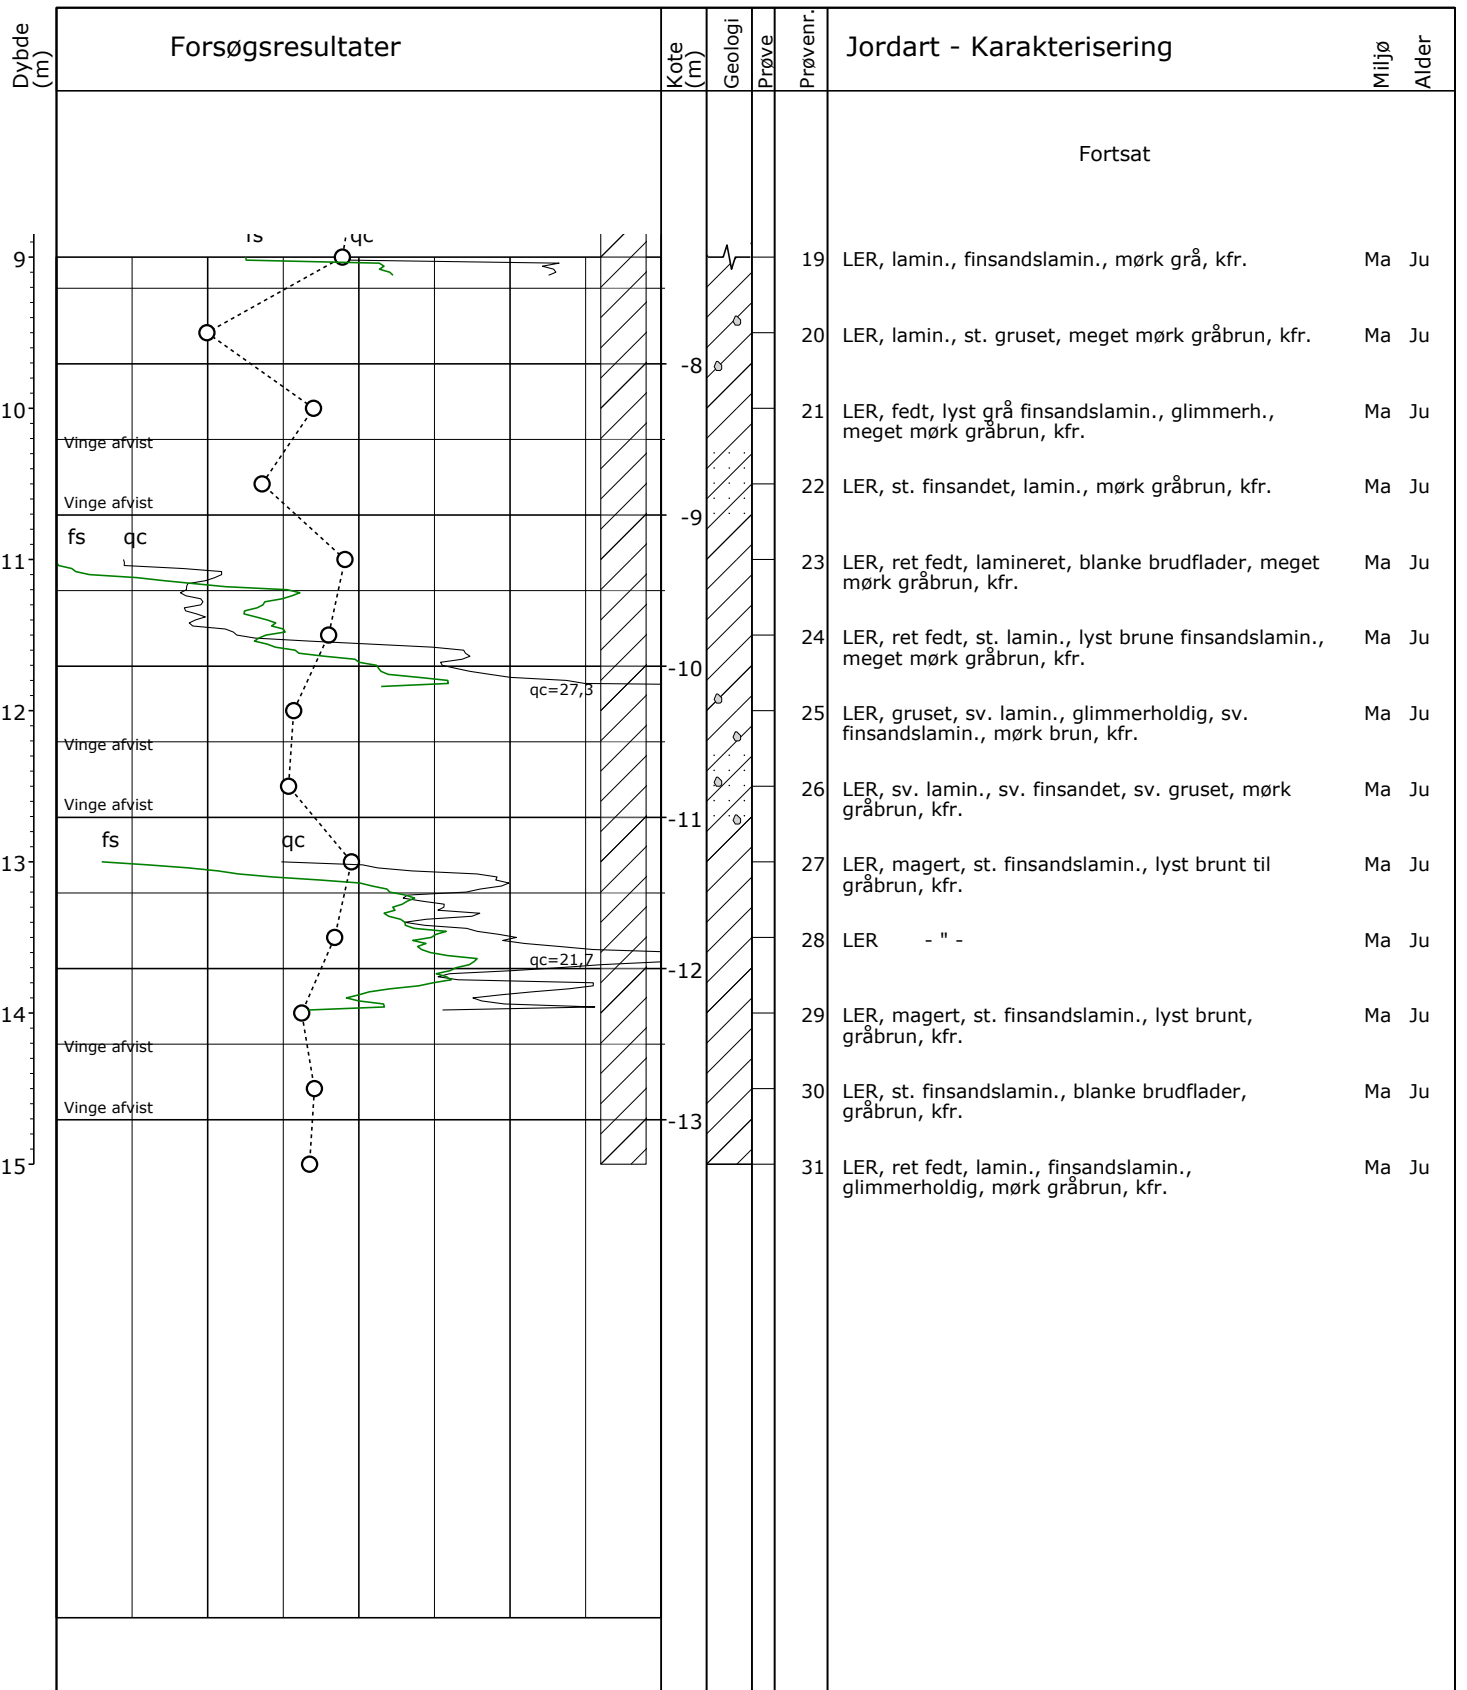 Dybde (m)
Forsøgsresultater
Kote (m)
Geologi
Prøve
Prøvenr.
Jordart - Karakterisering
Miljø
Alder
Fortsat
fs qc
9
19 LER, lamin., finsandslamin., mørk grå, kfr. Ma Ju
20 LER, lamin., st. gruset, meget mørk gråbrun, kfr. Ma Ju
-8
10
21 LER, fedt, lyst grå finsandslamin., glimmerh., Ma Ju
meget mørk gråbrun, kfr.
Vinge afvist
22 LER, st. finsandet, lamin., mørk gråbrun, kfr. Ma Ju
Vinge afvist
-9
fs qc
11
23 LER, ret fedt, lamineret, blanke brudflader, meget Ma Ju
mørk gråbrun, kfr.
24 LER, ret fedt, st. lamin., lyst brune finsandslamin., Ma Ju
meget mørk gråbrun, kfr.
-10
qc=27,3
12
25 LER, gruset, sv. lamin., glimmerholdig, sv. Ma Ju
finsandslamin., mørk brun, kfr.
Vinge afvist
26 LER, sv. lamin., sv. finsandet, sv. gruset, mørk Ma Ju
gråbrun, kfr.
Vinge afvist
-11
fs qc
13
27 LER, magert, st. finsandslamin., lyst brunt til Ma Ju
gråbrun, kfr.
28 LER - " - Ma Ju
qc=21,7
-12
14
29 LER, magert, st. finsandslamin., lyst brunt, Ma Ju
gråbrun, kfr.
Vinge afvist
30 LER, st. finsandslamin., blanke brudflader, Ma Ju
gråbrun, kfr.
Vinge afvist
-13
15
31 LER, ret fedt, lamin., finsandslamin., Ma Ju
glimmerholdig, mørk gråbrun, kfr.